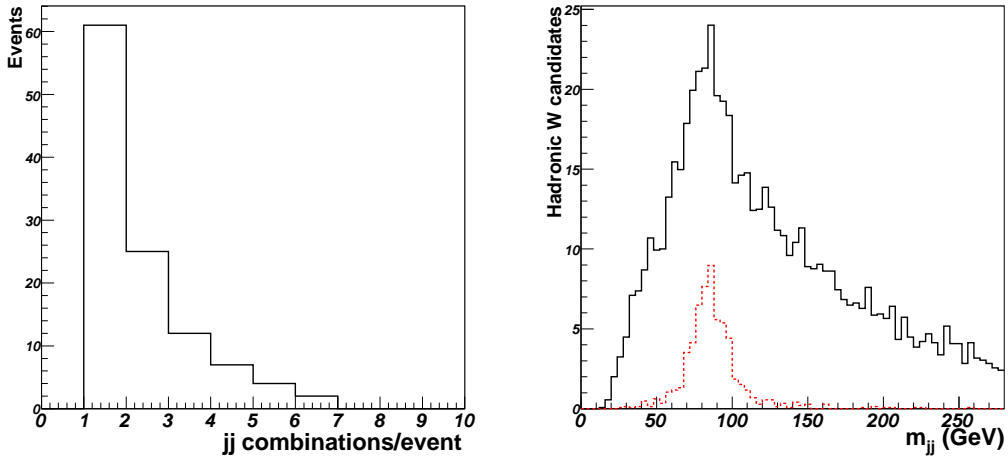 Events
60
50
40
30
20
10
0
0 1 2 3 4 5 6 7 8 9 10
jj combinations/event
Hadronic W candidates
25
20
15
10
5
0
0 50 100 150 200 250
m_jj (GeV)